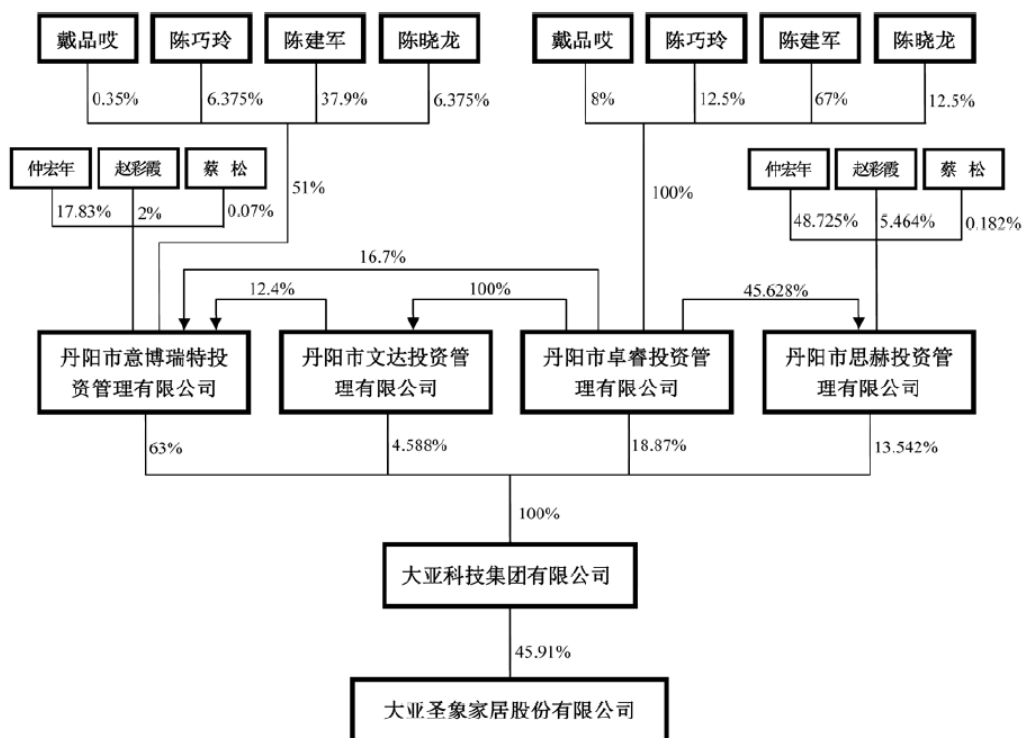 戴品哎
陈巧玲
陈建军
陈晓龙
戴品哎
陈巧玲
陈建军
陈晓龙
0.35%
6.375%
37.9%
6.375%
8%
12.5%
67%
12.5%
仲宏年
赵彩霞
蔡 松
51%
100%
仲宏年
赵彩霞
蔡 松
17.83%
2%
0.07%
48.725%
5.464%
0.182%
16.7%
12.4%
100%
45.628%
丹阳市意博瑞特投
资管理有限公司
丹阳市文达投资管
理有限公司
丹阳市卓睿投资管
理有限公司
丹阳市思赫投资管
理有限公司
63%
4.588%
18.87%
13.542%
100%
大亚科技集团有限公司
45.91%
大亚圣象家居股份有限公司